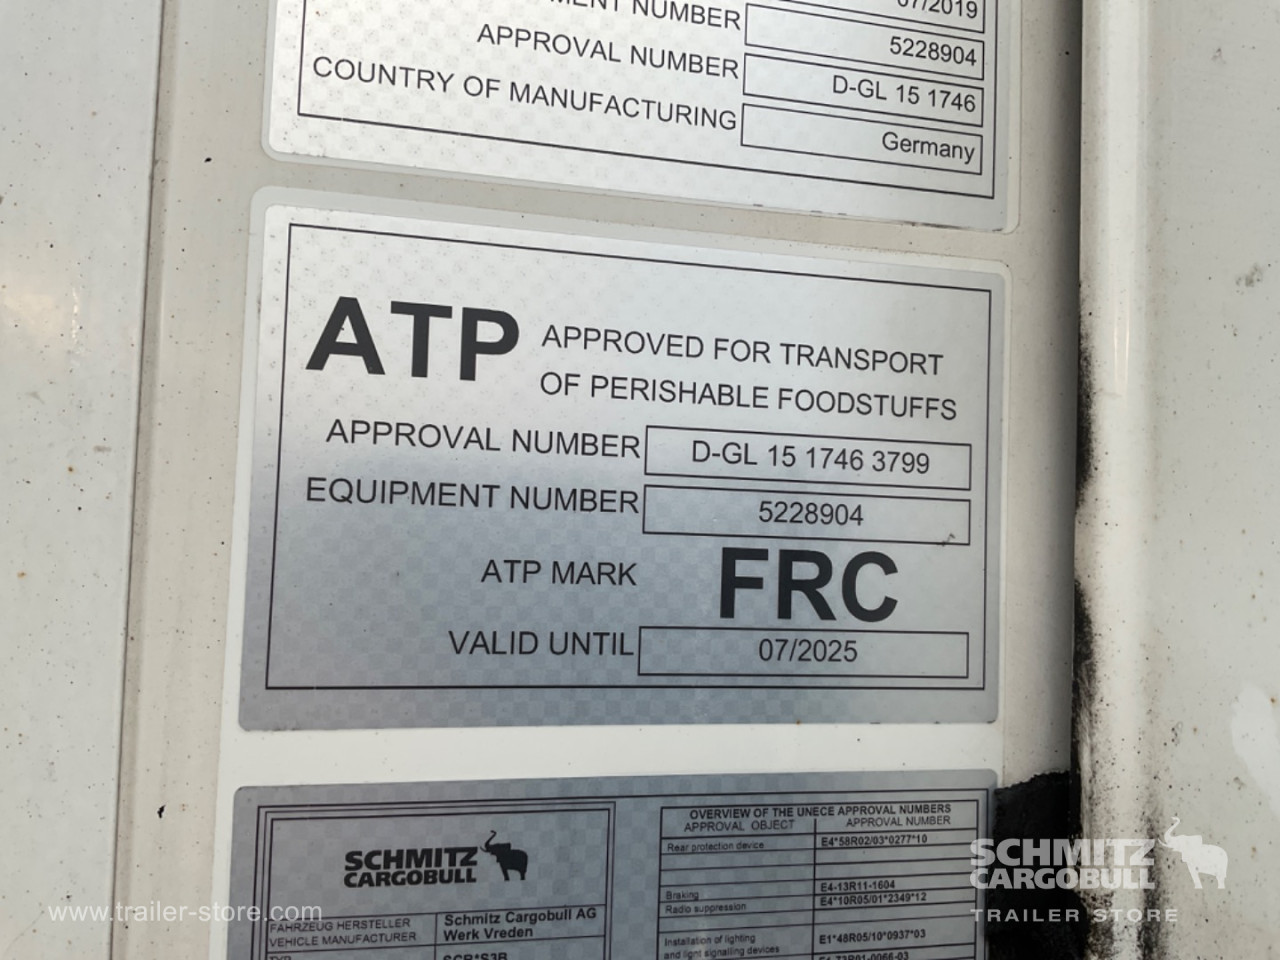 07/2019
NUMBER 5228904
APPROVAL NUMBER D-GL 15 1746
COUNTRY OF MANUFACTURING Germany
ATP APPROVED FOR TRANSPORT
OF PERISHABLE FOODSTUFFS
APPROVAL NUMBER D-GL 15 1746 3799
EQUIPMENT NUMBER 5228904
ATP MARK FRC
VALID UNTIL 07/2025
SCHMITZ
CARGOBULL
FAHRZEUG HERSTELLER Schmitz Cargobull AG
VEHICLE MANUFACTURER Werk Vreden
OVERVIEW OF THE UNECE APPROVAL NUMBERS
APPROVAL OBJECT APPROVAL NUMBER
Rear protection device E4*58R02/03*0277*10
Braking E4-13R11-1604
Radio suppression E4*10R05/01*2349*12
Installation of lighting E1*48R05/10*0937*03
and light signalling devices
www.trailer-store.com
SCHMITZ
CARGOBULL
TRAILER STORE